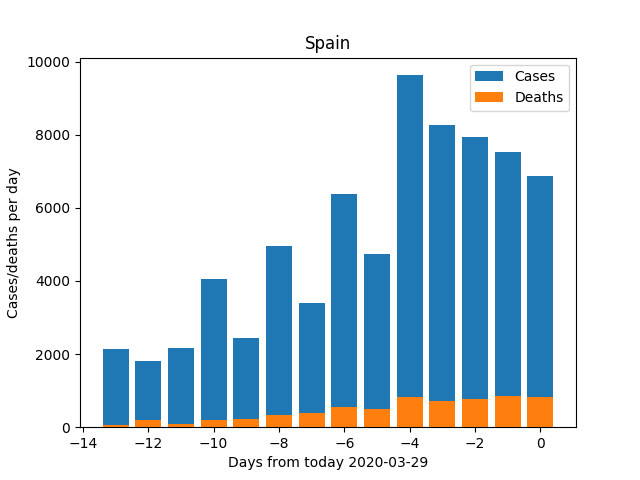 Spain
Cases
Deaths
Cases/deaths per day
10000
8000
6000
4000
2000
0
−14 −12 −10 −8 −6 −4 −2 0
Days from today 2020-03-29